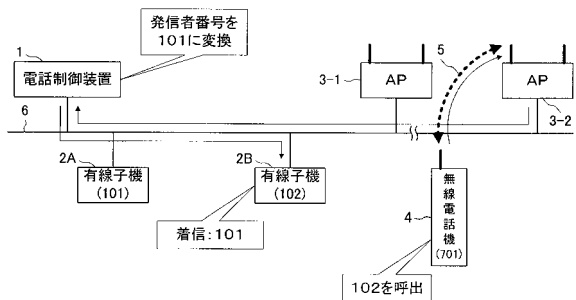 発信者番号を
101に変換
1
電話制御装置
3-1
AP
5
AP
3-2
6
2A
有線子機
(101)
2B
有線子機
(102)
4
無線電話機
(701)
着信:101
102を呼出